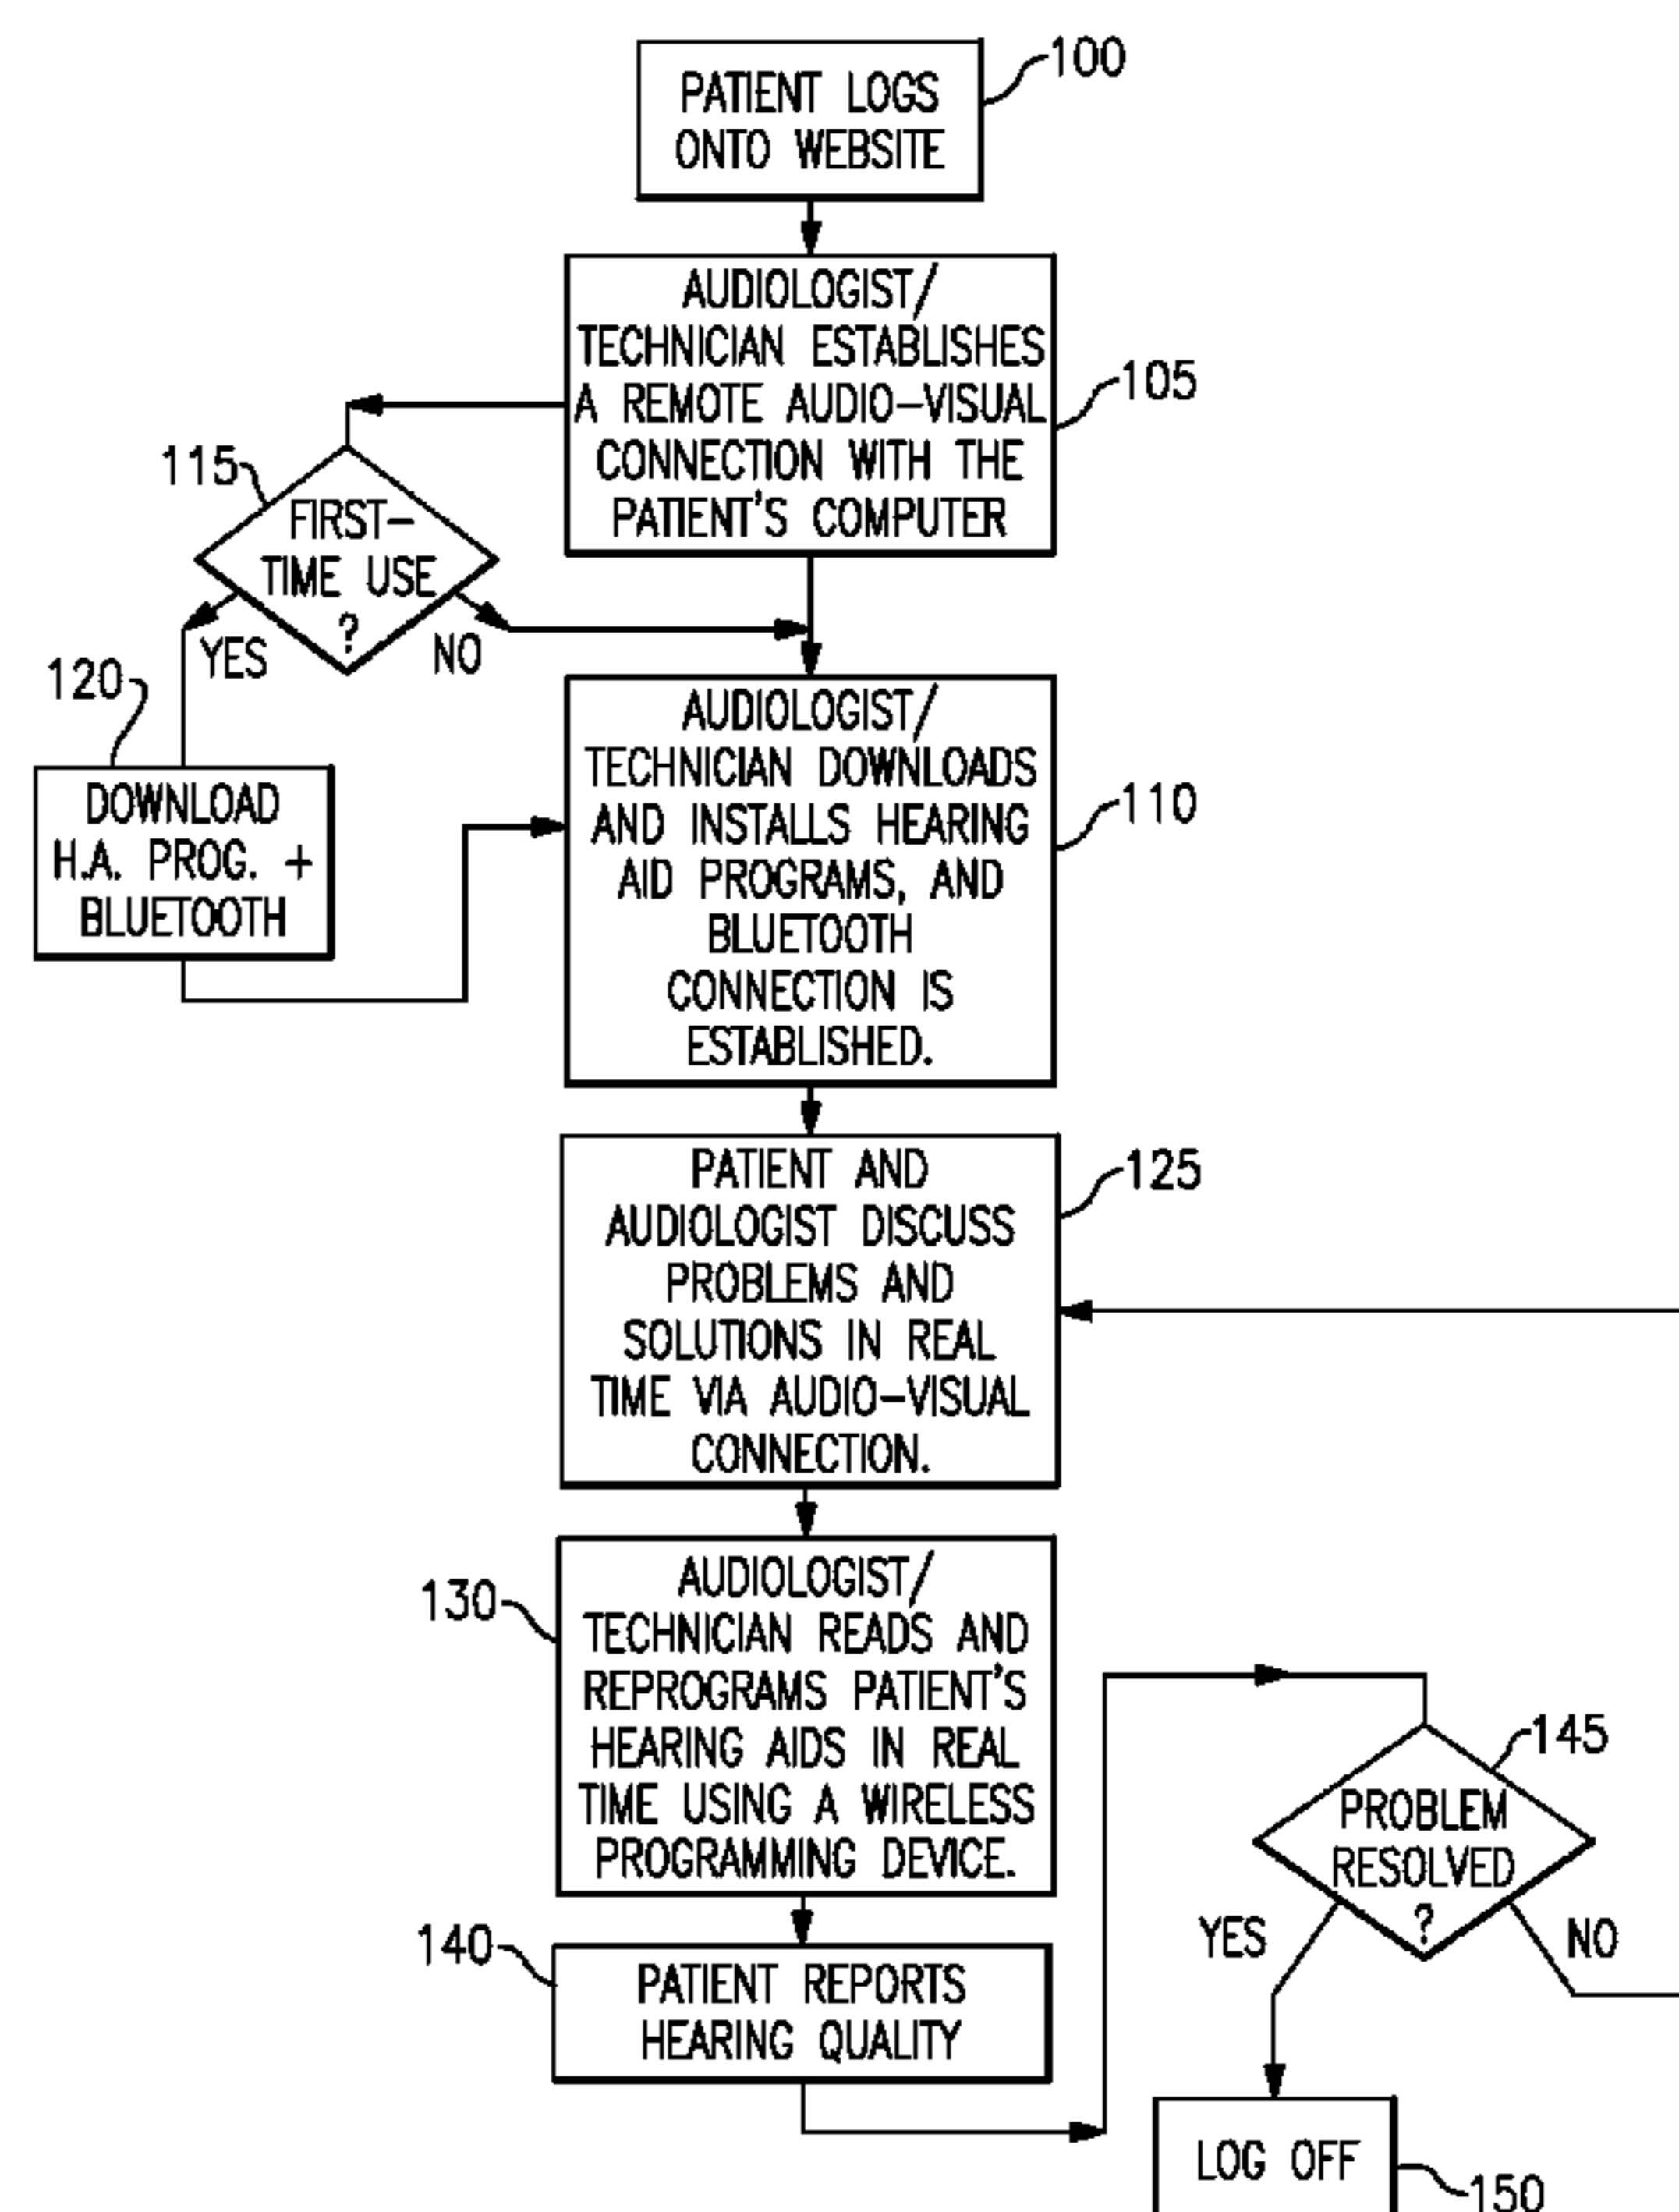 PATIENT LOGS
ONTO WEBSITE
100
AUDIOLOGIST/
TECHNICIAN ESTABLISHES
A REMOTE AUDIO-VISUAL
CONNECTION WITH THE
PATIENT'S COMPUTER
105
115
FIRST-
TIME USE
?
YES
NO
120
DOWNLOAD
H.A. PROG. +
BLUETOOTH
AUDIOLOGIST/
TECHNICIAN DOWNLOADS
AND INSTALLS HEARING
AID PROGRAMS, AND
BLUETOOTH
CONNECTION IS
ESTABLISHED.
110
PATIENT AND
AUDIOLOGIST DISCUSS
PROBLEMS AND
SOLUTIONS IN REAL
TIME VIA AUDIO-VISUAL
CONNECTION.
125
130
AUDIOLOGIST/
TECHNICIAN READS AND
REPROGRAMS PATIENT'S
HEARING AIDS IN REAL
TIME USING A WIRELESS
PROGRAMMING DEVICE.
140
PATIENT REPORTS
HEARING QUALITY
145
PROBLEM
RESOLVED
?
YES
NO
LOG OFF
150